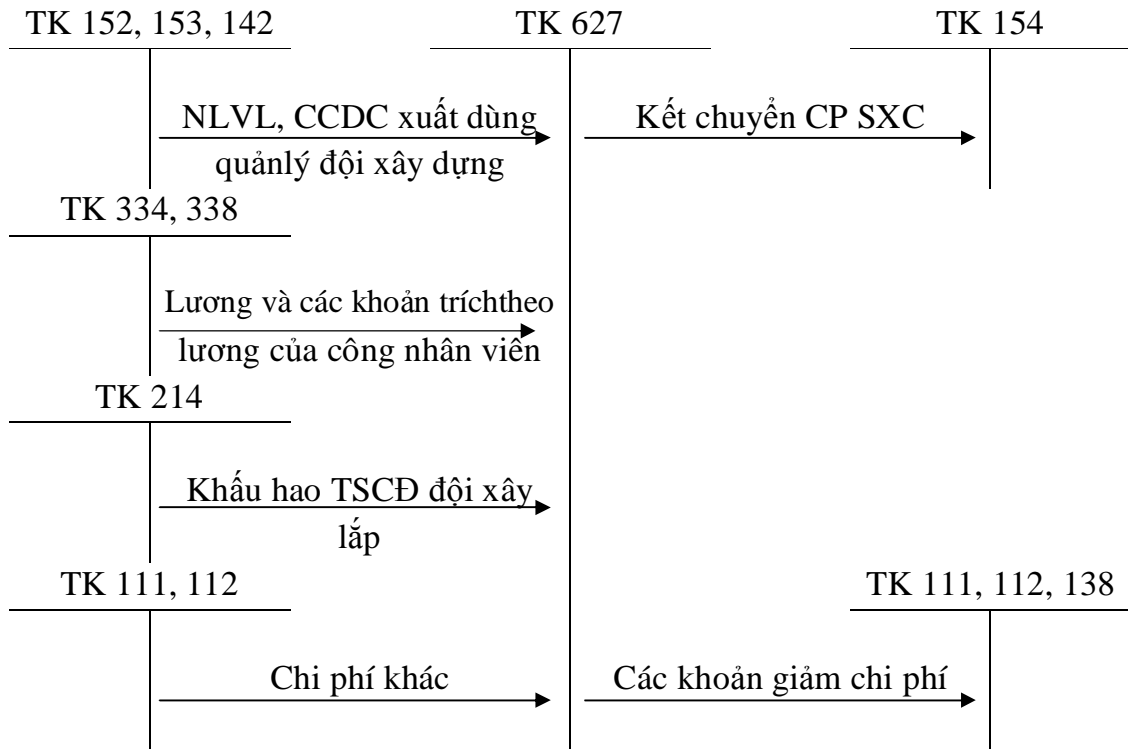 TK 152, 153, 142
TK 627
TK 154
NLVL, CCDC xuất dùng
quảnlý đội xây dựng
Kết chuyển CP SXC
TK 334, 338
Lương và các khoản tríchtheo
lương của công nhân viên
TK 214
Khấu hao TSCĐ đội xây
lắp
TK 111, 112
TK 111, 112, 138
Chi phí khác
Các khoản giảm chi phí